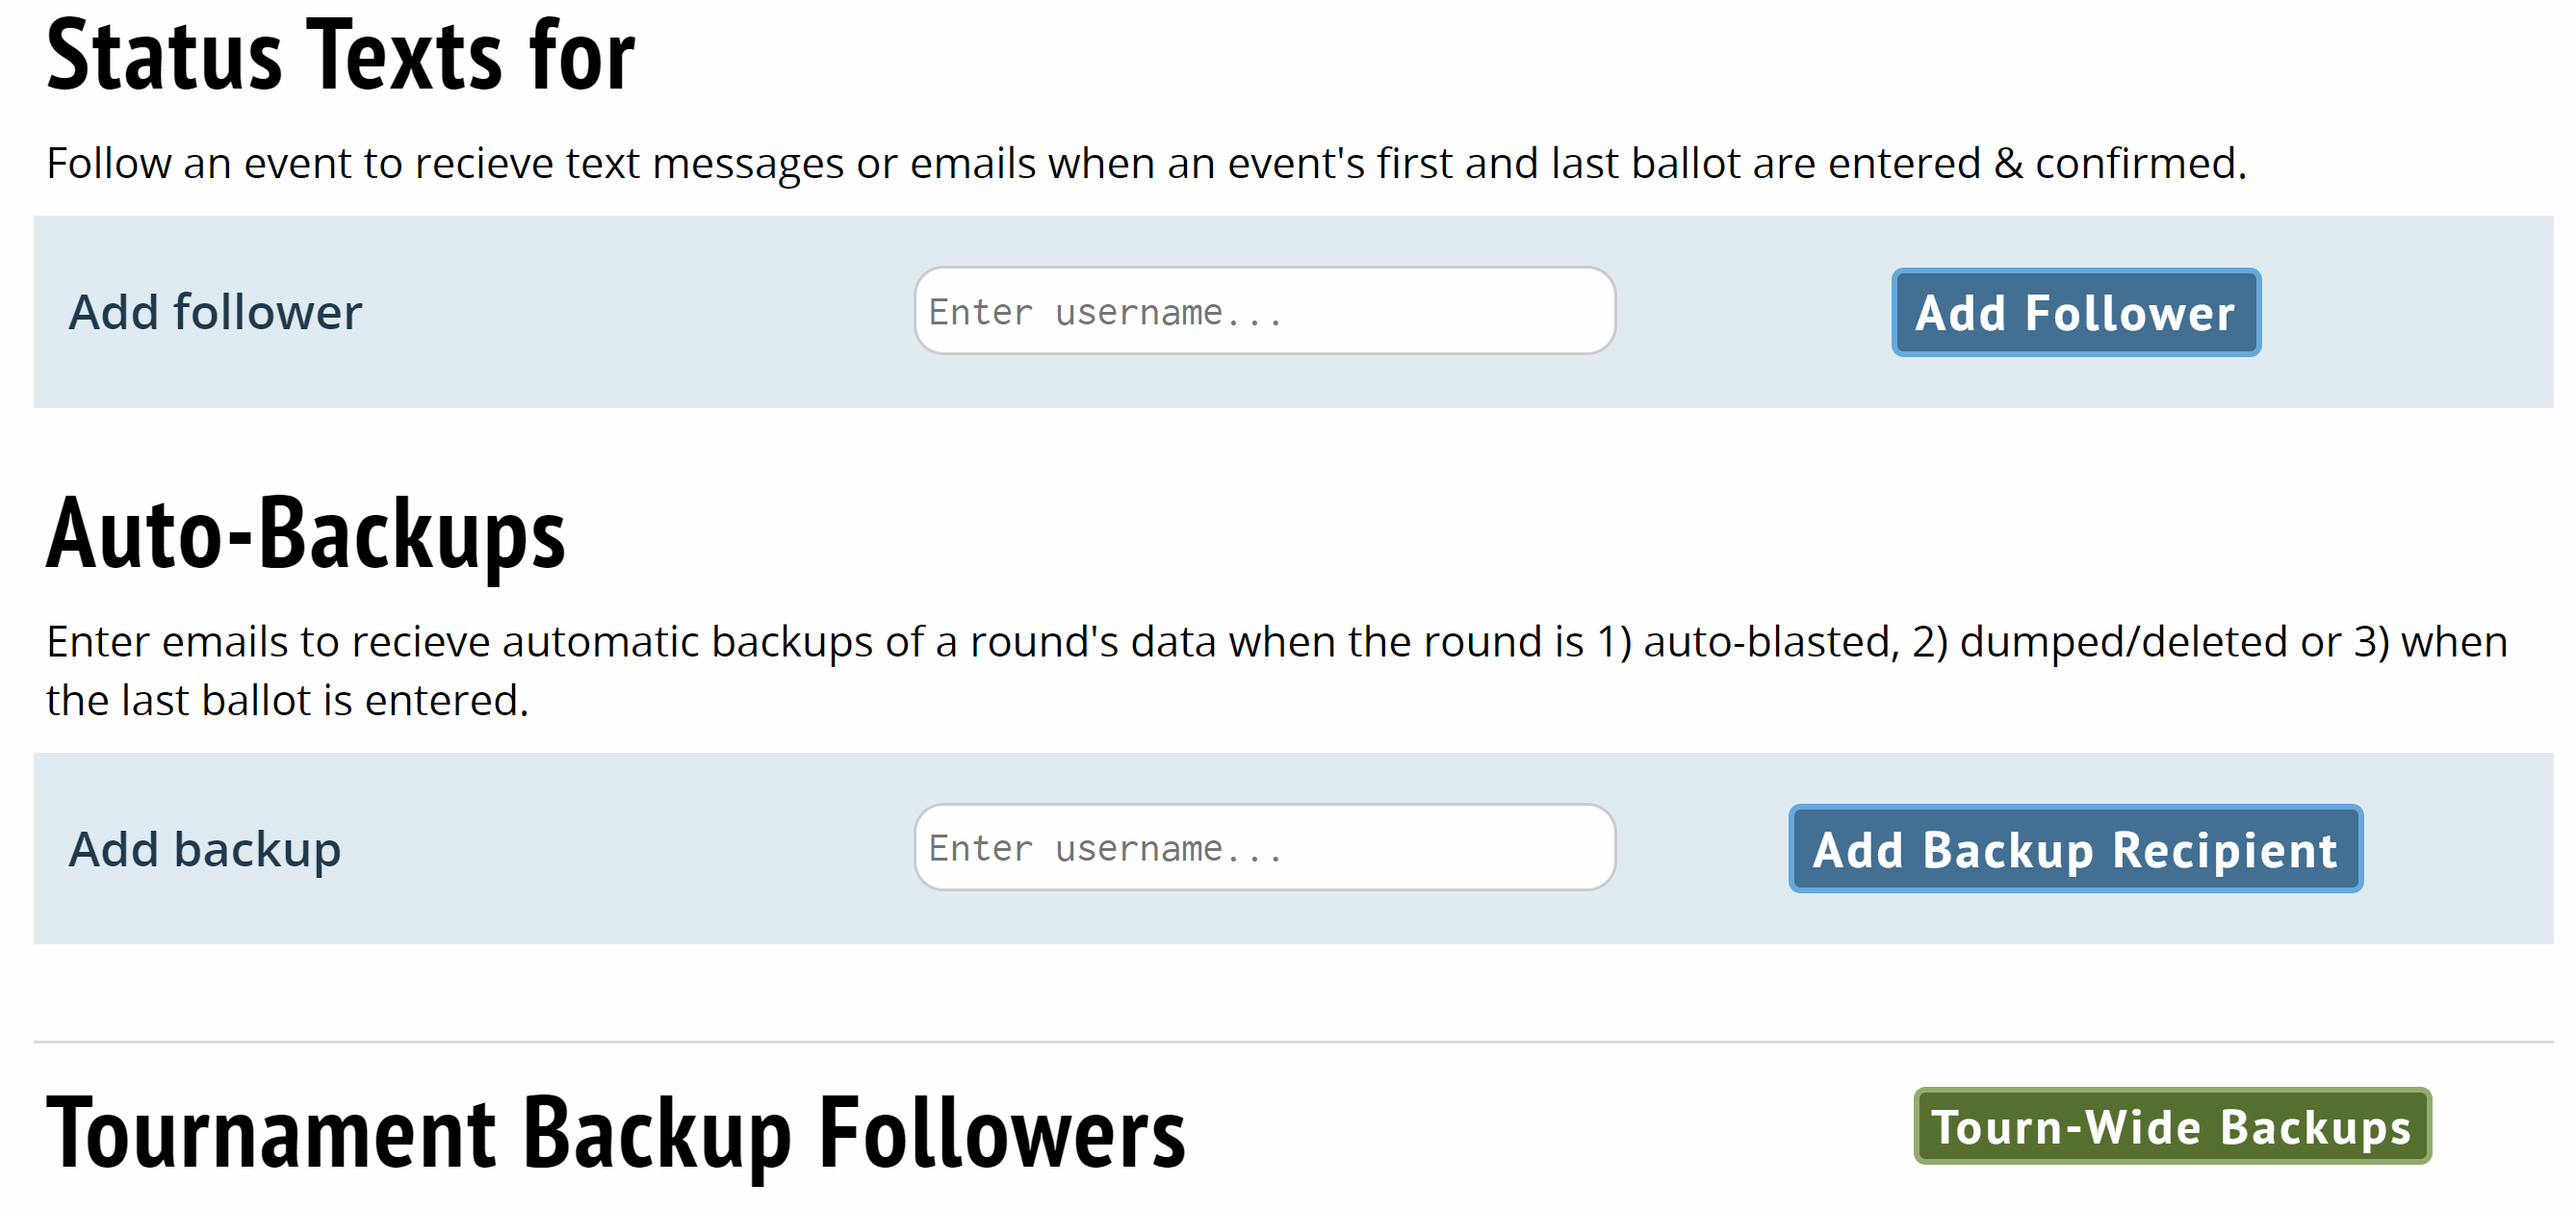 Status Texts for
Follow an event to recieve text messages or emails when an event's first and last ballot are entered & confirmed.
Add follower
Enter username...
Add Follower
Auto-Backups
Enter emails to recieve automatic backups of a round's data when the round is 1) auto-blasted, 2) dumped/deleted or 3) when
the last ballot is entered.
Add backup
Enter username...
Add Backup Recipient
Tournament Backup Followers
Tourn-Wide Backups